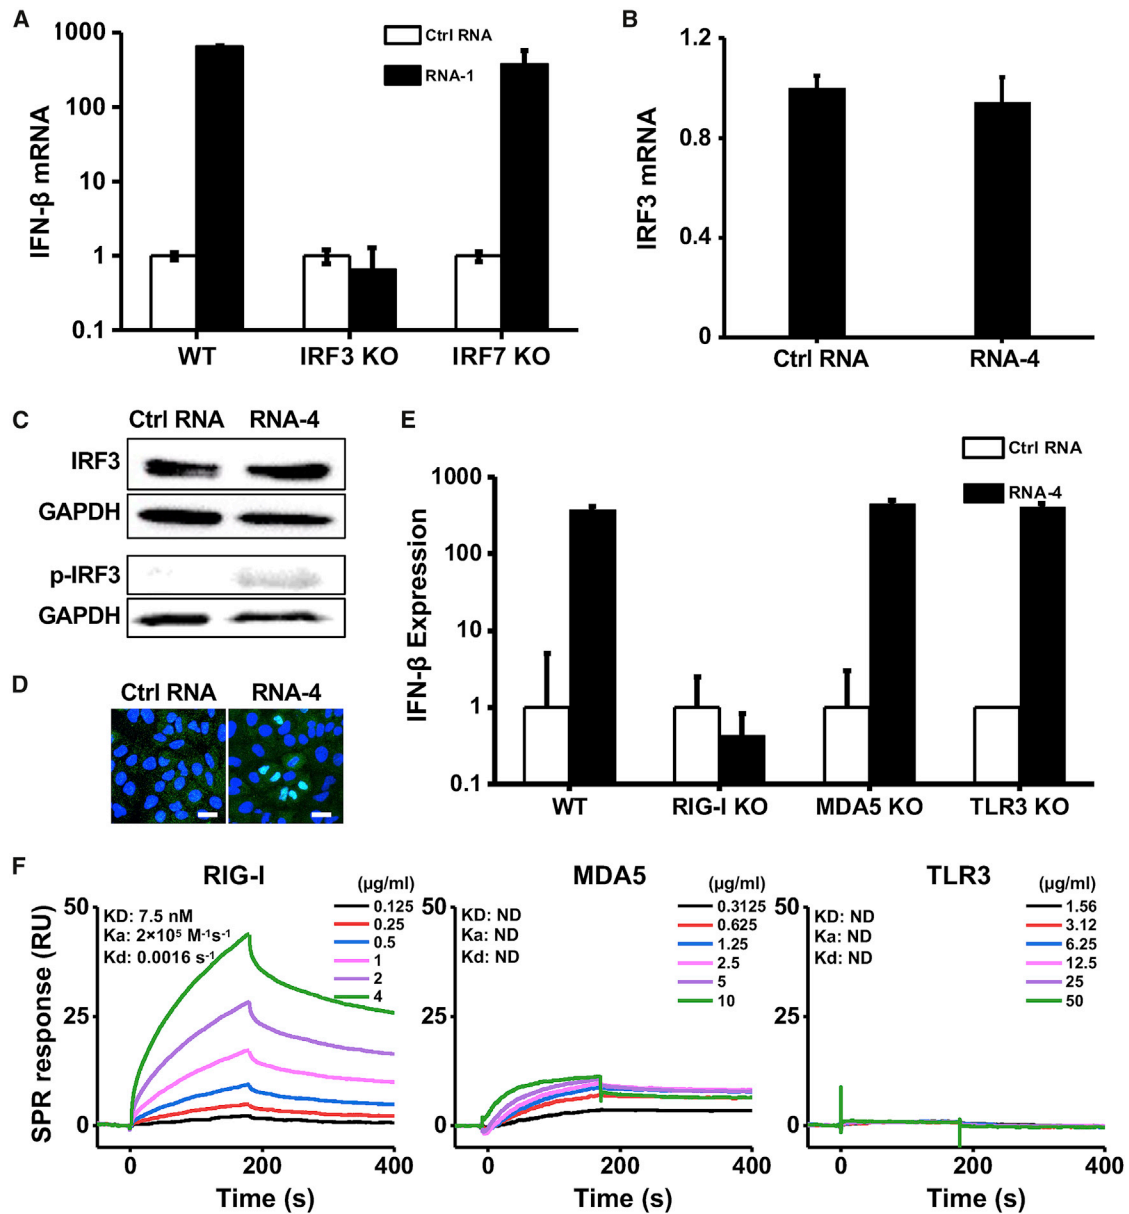 A
IFN-β mRNA
1000
100
10
1
0.1
Ctrl RNA
RNA-1
WT
IRF3 KO
IRF7 KO
B
IRF3 mRNA
1.2
0.8
0.4
0
Ctrl RNA
RNA-4
C
Ctrl RNA RNA-4
IRF3
GAPDH
p-IRF3
GAPDH
D
Ctrl RNA RNA-4
E
IFN-β Expression
1000
100
10
1
0.1
Ctrl RNA
RNA-4
WT
RIG-I KO
MDA5 KO
TLR3 KO
F
SPR response (RU)
RIG-I
50
25
0
KD: 7.5 nM
Ka: 2×10⁵ M⁻¹s⁻¹
Kd: 0.0016 s⁻¹
(µg/ml)
0.125
0.25
0.5
1
2
4
0 200 400
Time (s)
MDA5
50
25
0
KD: ND
Ka: ND
Kd: ND
(µg/ml)
0.3125
0.625
1.25
2.5
5
10
0 200 400
Time (s)
TLR3
50
25
0
KD: ND
Ka: ND
Kd: ND
(µg/ml)
1.56
3.12
6.25
12.5
25
50
0 200 400
Time (s)